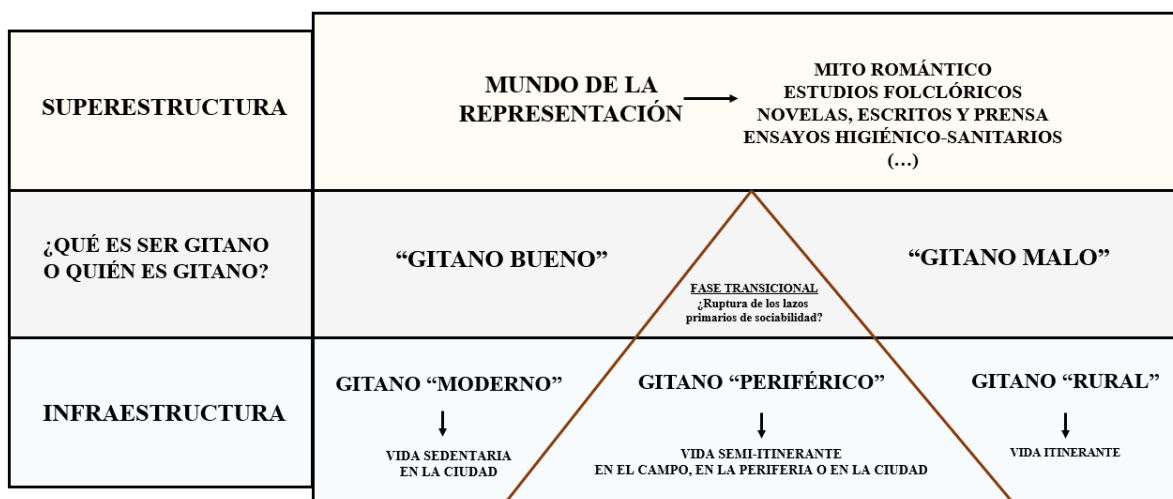 SUPERESTRUCTURA
MUNDO DE LA
REPRESENTACIÓN
MITO ROMÁNTICO
ESTUDIOS FOLCLÓRICOS
NOVELAS, ESCRITOS Y PRENSA
ENSAYOS HIGIÉNICO-SANITARIOS
(…)
¿QUÉ ES SER GITANO
O QUIÉN ES GITANO?
“GITANO BUENO”
FASE TRANSICIONAL
¿Ruptura de los lazos
primarios de sociabilidad?
“GITANO MALO”
INFRAESTRUCTURA
GITANO “MODERNO”
VIDA SEDENTARIA
EN LA CIUDAD
GITANO “PERIFÉRICO”
VIDA SEMI-ITINERANTE
EN EL CAMPO, EN LA PERIFERIA O EN LA CIUDAD
GITANO “RURAL”
VIDA ITINERANTE